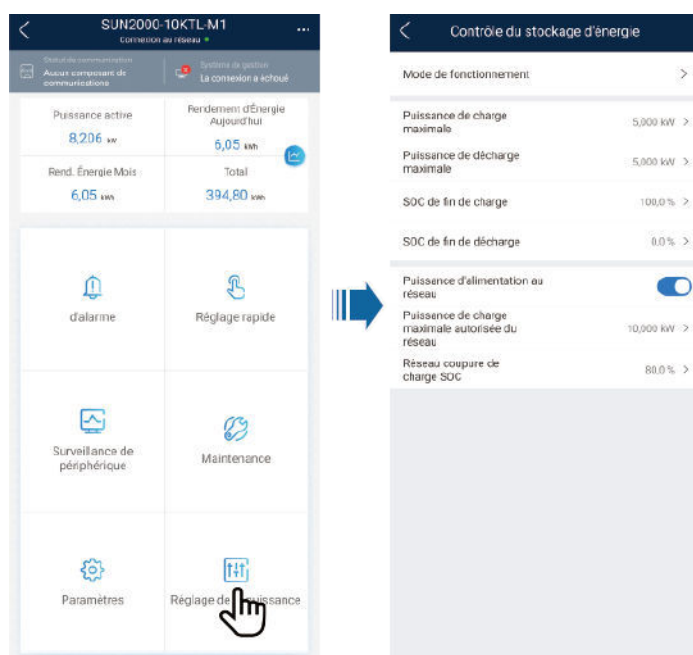 SUN2000-10KTL-M1
Connexion au réseau
...
Statut de communication
Aucun composant de
communications
Système de gestion
La connexion a échoué
Puissance active
8,206 kW
Rendement d'Énergie
Aujourd'hui
6,05 kWh
Rend. Énergie Mois
6,05 kWh
Total
394,80 kWh
d'alarme
Réglage rapide
Surveillance de
périphérique
Maintenance
Paramètres
Réglage de puissance
Contrôle du stockage d'énergie
Mode de fonctionnement
Puissance de charge
maximale
5,000 kW
Puissance de décharge
maximale
5,000 kW
SOC de fin de charge
100,0 %
SOC de fin de décharge
0.0 %
Puissance d'alimentation au
réseau
Puissance de charge
maximale autorisée du
réseau
10,000 kW
Réseau coupure de
charge SOC
80,0 %